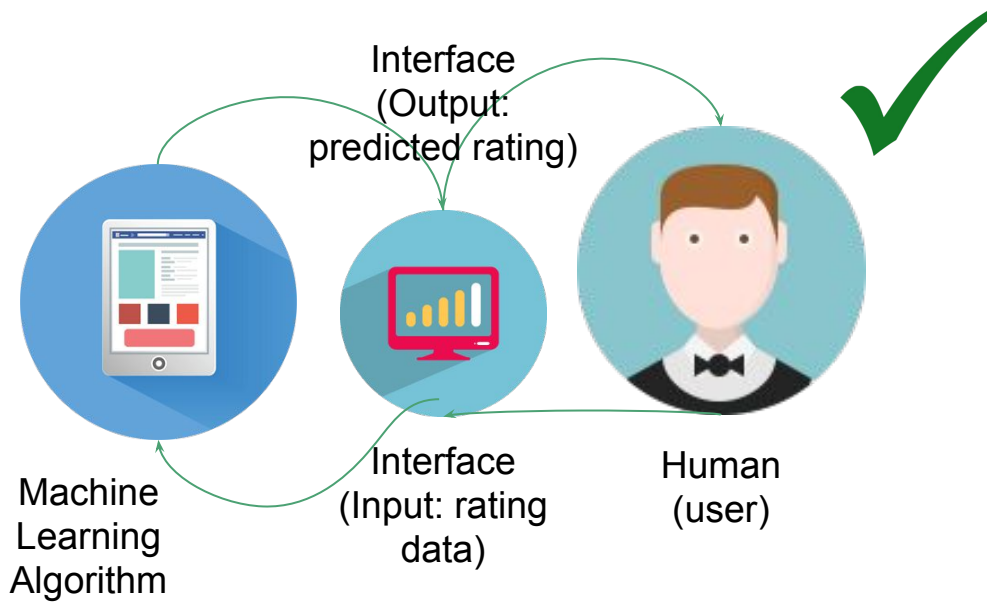 Interface
(Output:
predicted rating)
Machine
Learning
Algorithm
Interface
(Input: rating
data)
Human
(user)